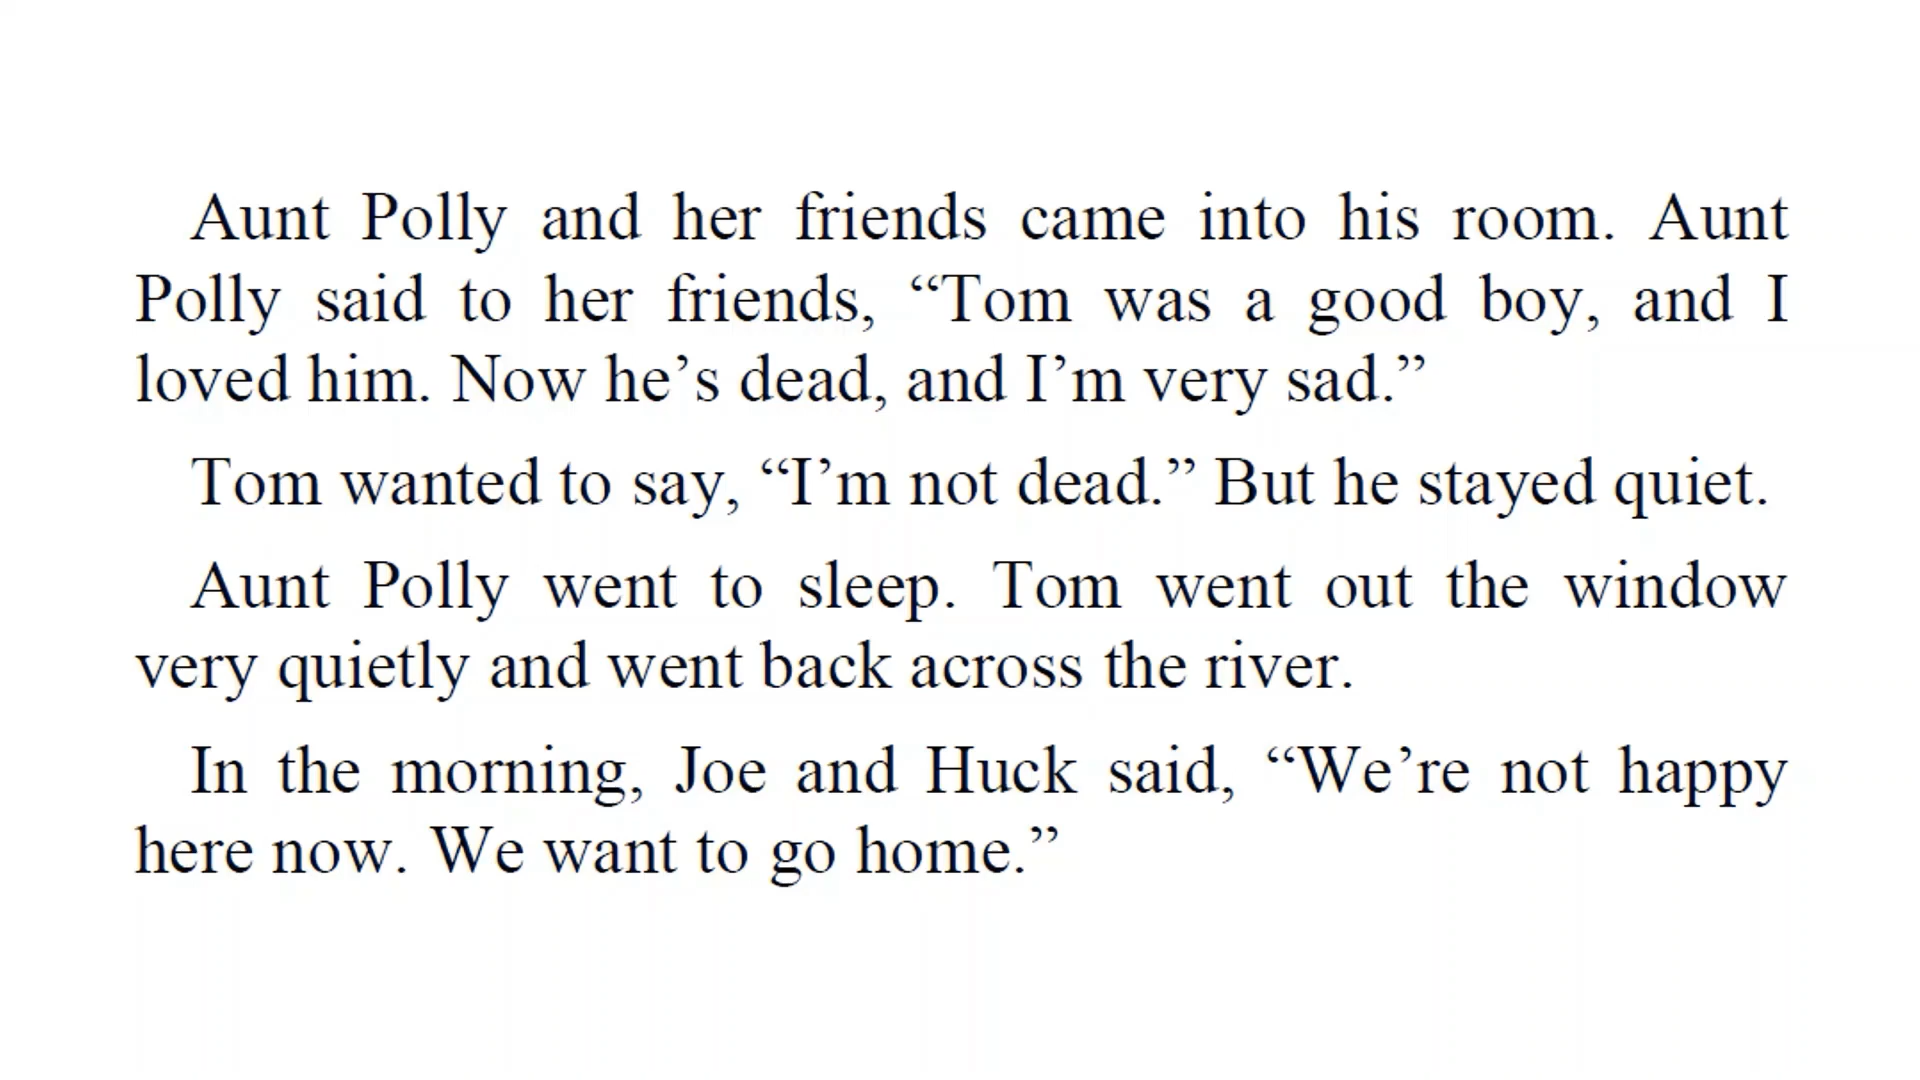 Aunt Polly and her friends came into his room. Aunt
Polly said to her friends, “Tom was a good boy, and I
loved him. Now he’s dead, and I’m very sad.”
Tom wanted to say, “I’m not dead.” But he stayed quiet.
Aunt Polly went to sleep. Tom went out the window
very quietly and went back across the river.
In the morning, Joe and Huck said, “We’re not happy
here now. We want to go home.”